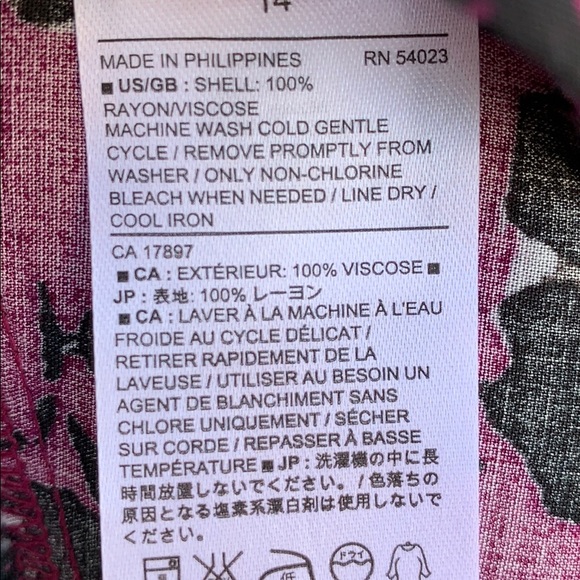 14
MADE IN PHILIPPINES RN 54023
■ US/GB : SHELL: 100%
RAYON/VISCOSE
MACHINE WASH COLD GENTLE
CYCLE / REMOVE PROMPTLY FROM
WASHER / ONLY NON-CHLORINE
BLEACH WHEN NEEDED / LINE DRY /
COOL IRON
CA 17897
■ CA : EXTÉRIEUR: 100% VISCOSE ■
JP : 表地: 100% レーヨン
■ CA : LAVER À LA MACHINE À L'EAU
FROIDE AU CYCLE DÉLICAT /
RETIRER RAPIDEMENT DE LA
LAVEUSE / UTILISER AU BESOIN UN
AGENT DE BLANCHIMENT SANS
CHLORE UNIQUEMENT / SÉCHER
SUR CORDE / REPASSER À BASSE
TEMPÉRATURE ■ JP : 洗濯機の中に長
時間放置しないでください。/ 色落ちの
原因となる塩素系漂白剤は使用しないで
ください。
低 ドライ